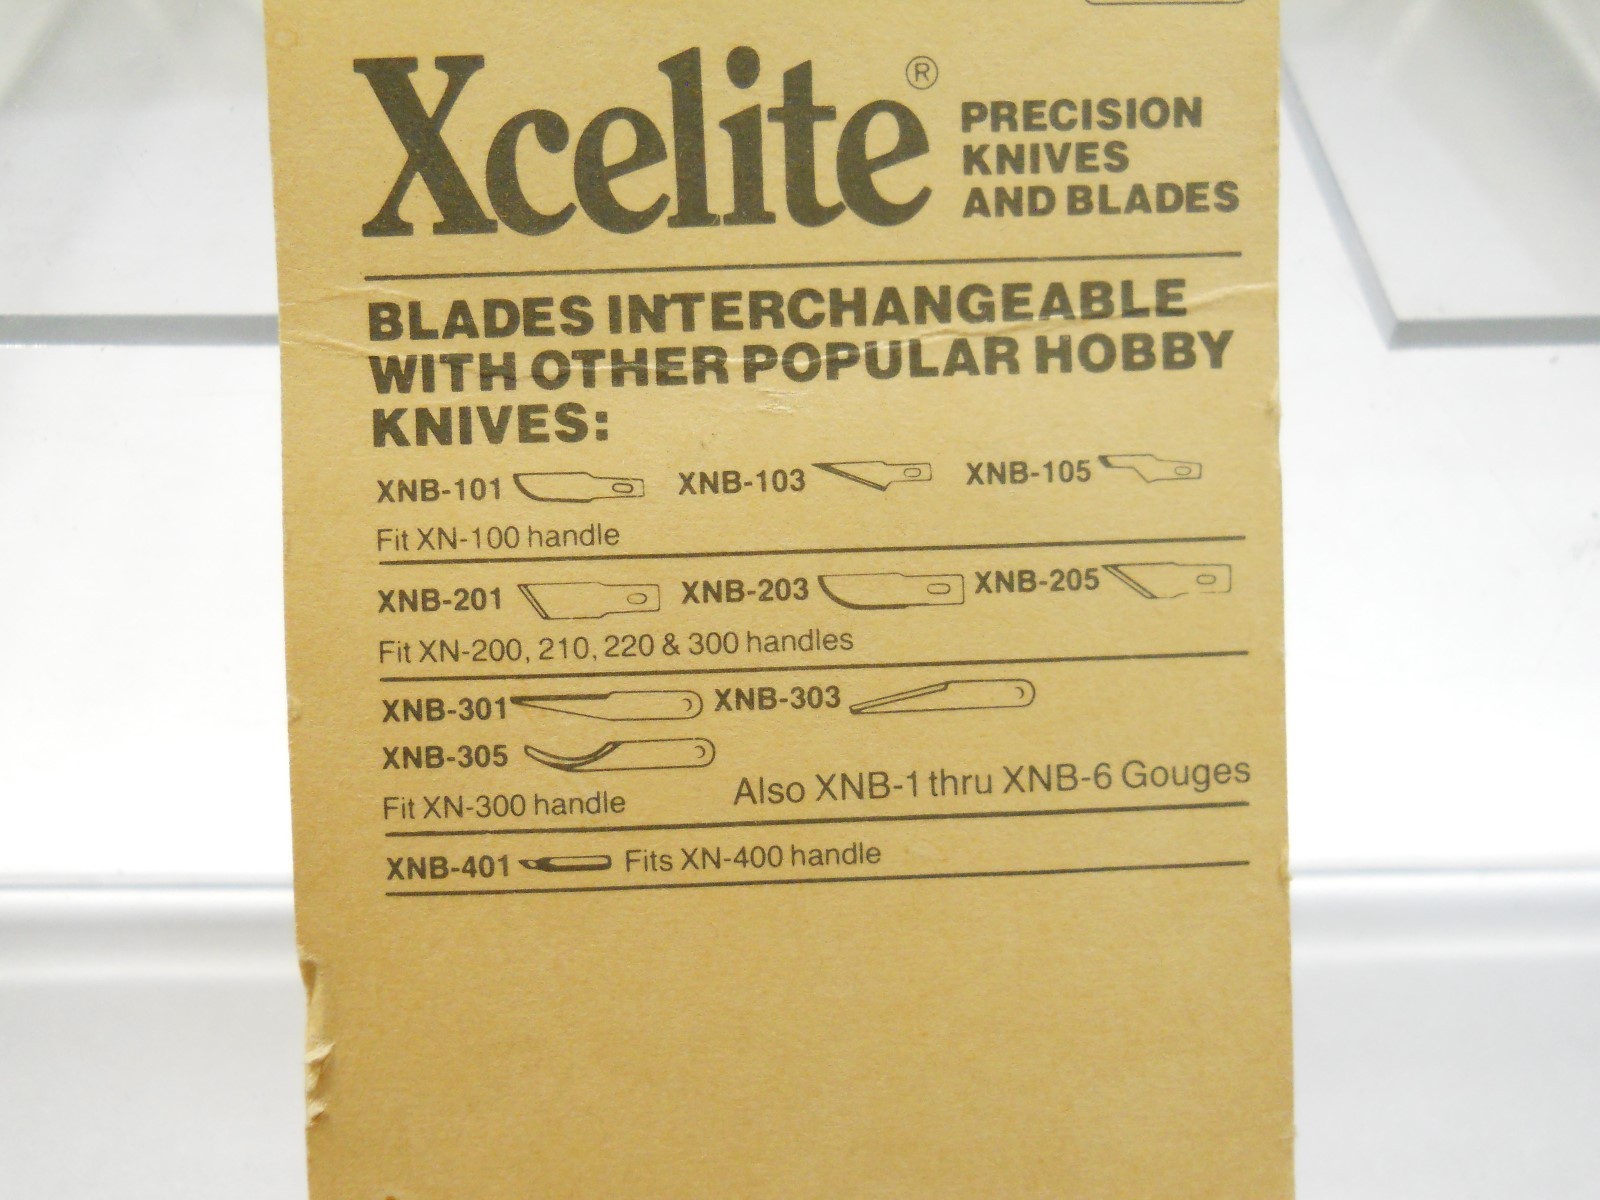 Xcelite®
PRECISION
KNIVES
AND BLADES
BLADES INTERCHANGEABLE
WITH OTHER POPULAR HOBBY
KNIVES:
XNB-101 XNB-103 XNB-105
Fit XN-100 handle
XNB-201 XNB-203 XNB-205
Fit XN-200, 210, 220 & 300 handles
XNB-301 XNB-303
XNB-305
Fit XN-300 handle Also XNB-1 thru XNB-6 Gouges
XNB-401 Fits XN-400 handle